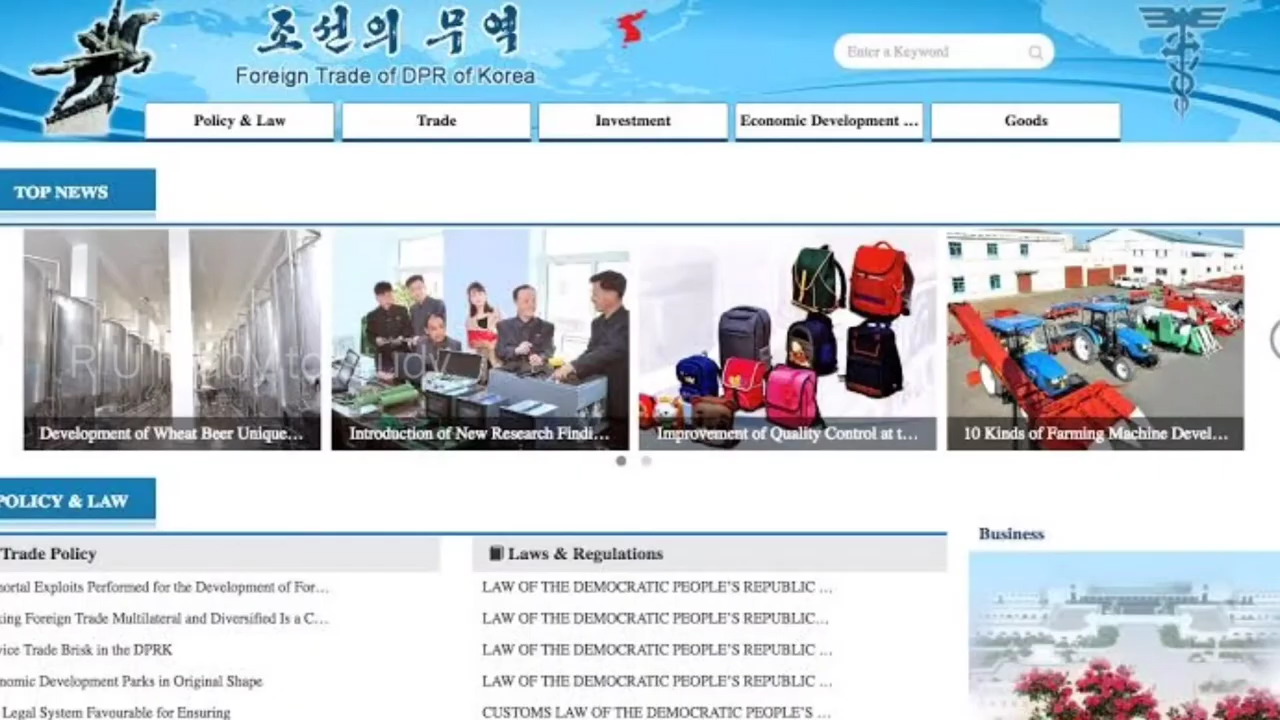 조선의 무역
Foreign Trade of DPR of Korea
Enter a Keyword
Policy & Law
Trade
Investment
Economic Development ...
Goods
TOP NEWS
Development of Wheat Beer Unique...
Introduction of New Research Findi...
Improvement of Quality Control at t...
10 Kinds of Farming Machine Devel...
POLICY & LAW
Trade Policy
mortal Exploits Performed for the Development of For...
king Foreign Trade Multilateral and Diversified Is a C...
vice Trade Brisk in the DPRK
nomic Development Parks in Original Shape
Legal System Favourable for Ensuring
Laws & Regulations
LAW OF THE DEMOCRATIC PEOPLE'S REPUBLIC ...
LAW OF THE DEMOCRATIC PEOPLE'S REPUBLIC...
LAW OF THE DEMOCRATIC PEOPLE'S REPUBLIC ...
LAW OF THE DEMOCRATIC PEOPLE'S REPUBLIC ...
CUSTOMS LAW OF THE DEMOCRATIC PEOPLE'S ...
Business